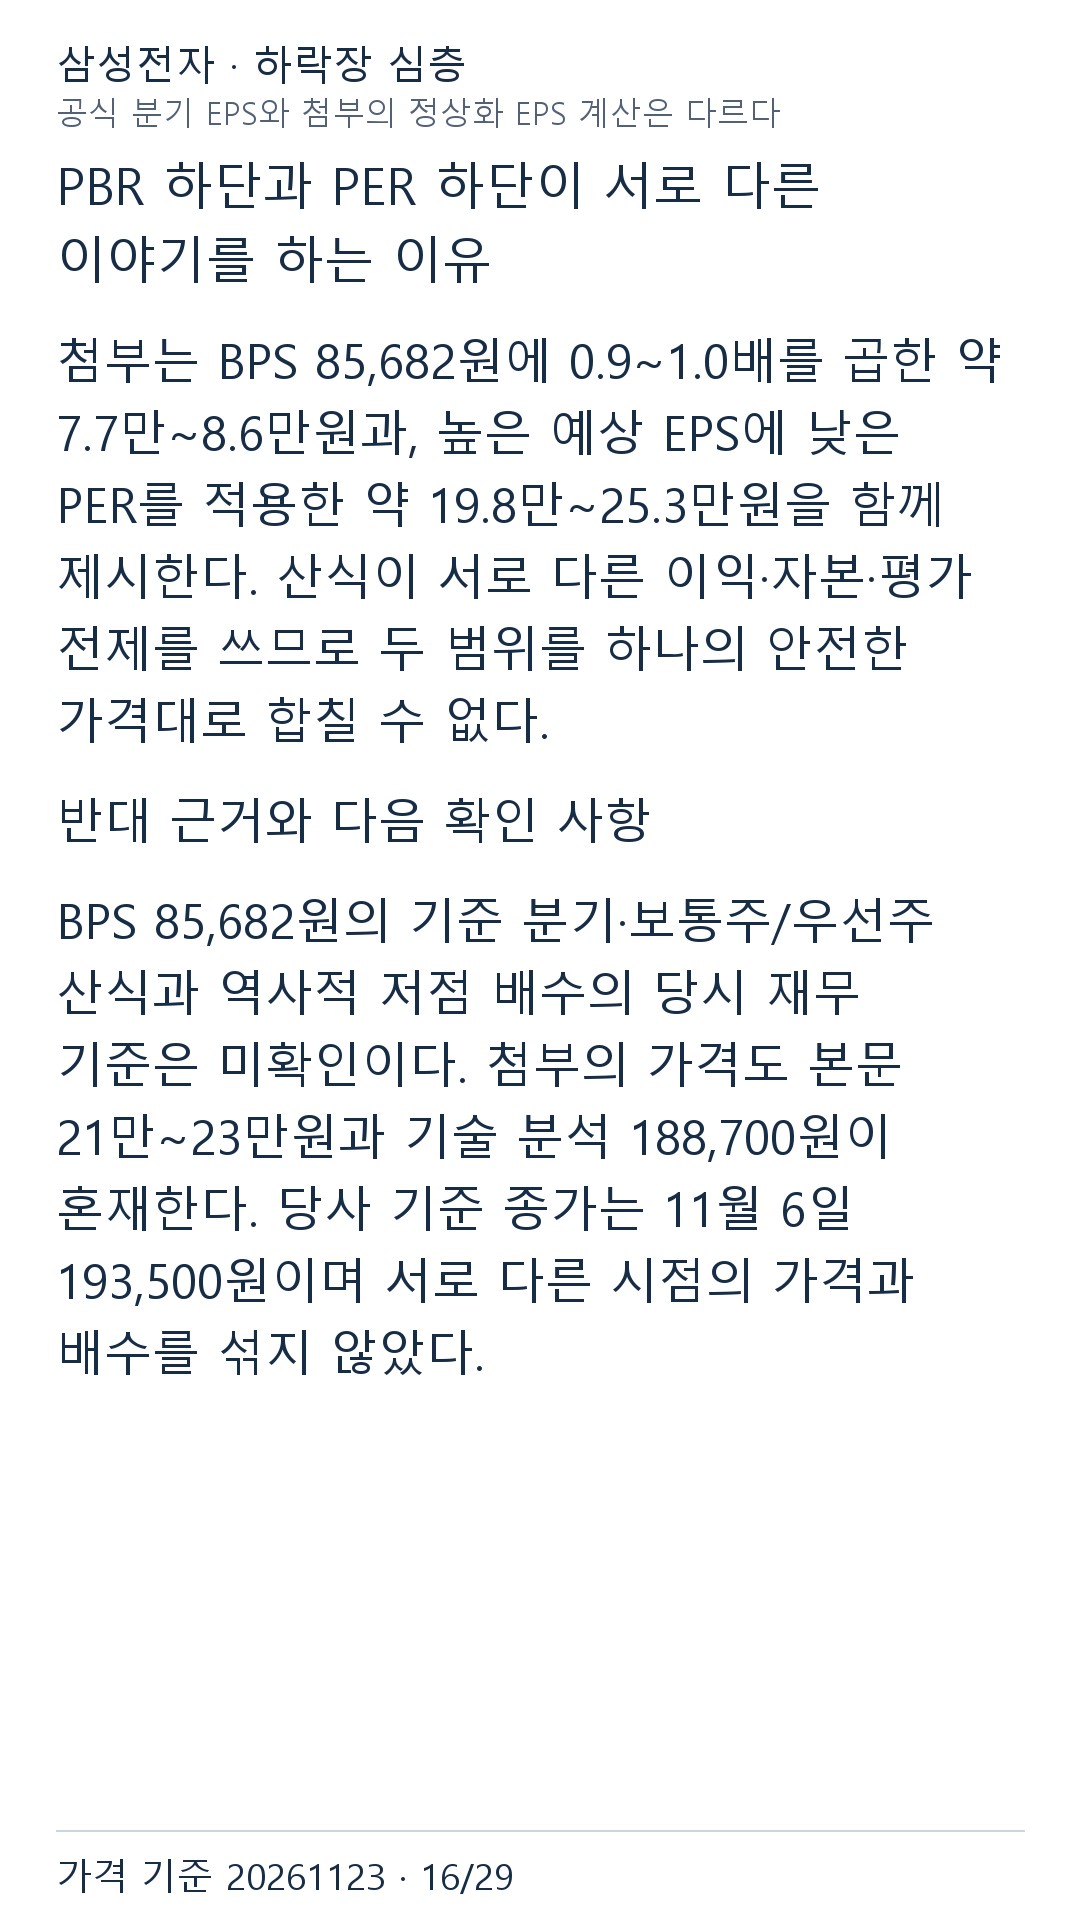 삼성전자 · 하락장 심층
공식 분기 EPS와 첨부의 정상화 EPS 계산은 다르다
PBR 하단과 PER 하단이 서로 다른
이야기를 하는 이유
첨부는 BPS 85,682원에 0.9~1.0배를 곱한 약
7.7만~8.6만원과, 높은 예상 EPS에 낮은
PER를 적용한 약 19.8만~25.3만원을 함께
제시한다. 산식이 서로 다른 이익·자본·평가
전제를 쓰므로 두 범위를 하나의 안전한
가격대로 합칠 수 없다.
반대 근거와 다음 확인 사항
BPS 85,682원의 기준 분기·보통주/우선주
산식과 역사적 저점 배수의 당시 재무
기준은 미확인이다. 첨부의 가격도 본문
21만~23만원과 기술 분석 188,700원이
혼재한다. 당사 기준 종가는 11월 6일
193,500원이며 서로 다른 시점의 가격과
배수를 섞지 않았다.
가격 기준 20261123 · 16/29